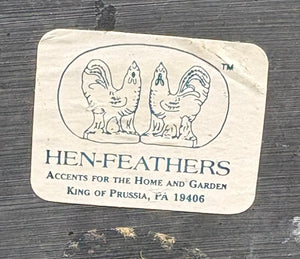 TM
HEN-FEATHERS
ACCENTS FOR THE HOME AND GARDEN
KING OF PRUSSIA, PA 19406